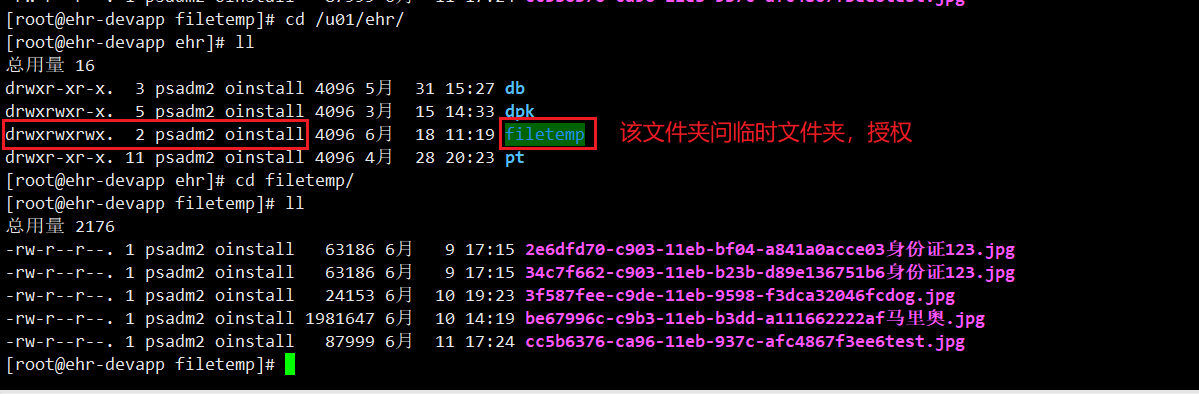 [root@ehr-devapp filetemp]# cd /u01/ehr/
[root@ehr-devapp ehr]# ll
总用量 16
drwxr-xr-x.  3 psadm2 oinstall 4096 5月  31 15:27 db
drwxrwxr-x.  5 psadm2 oinstall 4096 3月  15 14:33 dpk
drwxrwxrwx.  2 psadm2 oinstall 4096 6月  18 11:19 filetemp 该文件夹问临时文件夹，授权
drwxr-xr-x. 11 psadm2 oinstall 4096 4月  28 20:23 pt
[root@ehr-devapp ehr]# cd filetemp/
[root@ehr-devapp filetemp]# ll
总用量 2176
-rw-r--r--. 1 psadm2 oinstall   63186 6月   9 17:15 2e6dfd70-c903-11eb-bf04-a841a0acce03身份证123.jpg
-rw-r--r--. 1 psadm2 oinstall   63186 6月   9 17:15 34c7f662-c903-11eb-b23b-d89e136751b6身份证123.jpg
-rw-r--r--. 1 psadm2 oinstall   24153 6月  10 19:23 3f587fee-c9de-11eb-9598-f3dca32046fcdog.jpg
-rw-r--r--. 1 psadm2 oinstall 1981647 6月  10 14:19 be67996c-c9b3-11eb-b3dd-a111662222af马里奥.jpg
-rw-r--r--. 1 psadm2 oinstall   87999 6月  11 17:24 cc5b6376-ca96-11eb-937c-afc4867f3ee6test.jpg
[root@ehr-devapp filetemp]#